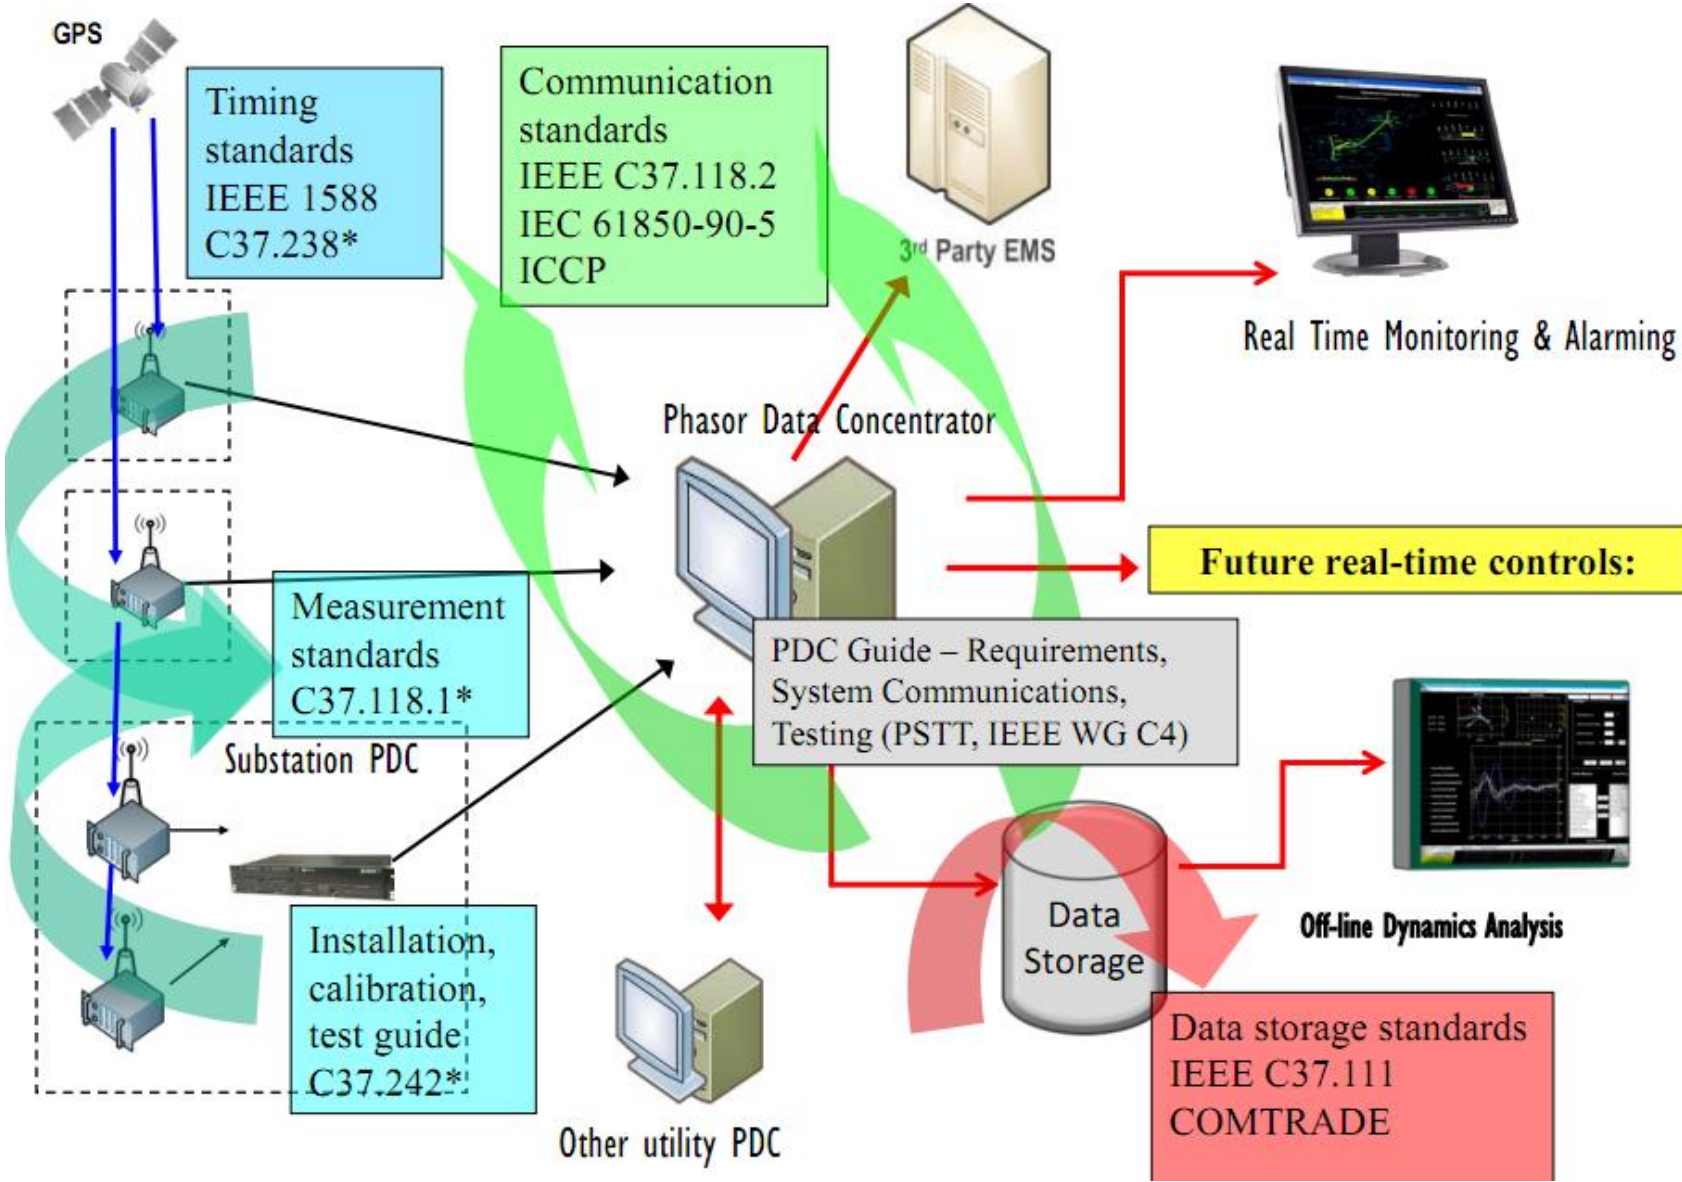 GPS
Timing
standards
IEEE 1588
C37.238*
Communication
standards
IEEE C37.118.2
IEC 61850-90-5
ICCP
3rd Party EMS
Real Time Monitoring & Alarming
Phasor Data Concentrator
Future real-time controls:
Measurement
standards
C37.118.1*
PDC Guide – Requirements,
System Communications,
Testing (PSTT, IEEE WG C4)
Substation PDC
Installation,
calibration,
test guide
C37.242*
Data
Storage
Off-line Dynamics Analysis
Data storage standards
IEEE C37.111
COMTRADE
Other utility PDC